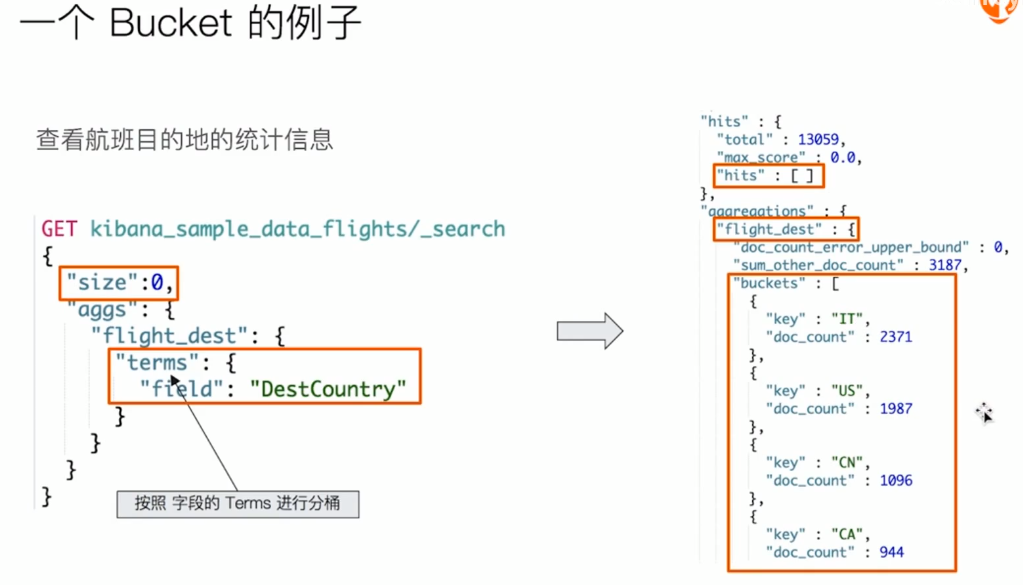 一个 Bucket 的例子
查看航班目的地的统计信息
GET kibana_sample_data_flights/_search
{
"size":0,
"aggs": {
"flight_dest": {
"terms": {
"field": "DestCountry"
}
}
}
}
按照 字段的 Terms 进行分桶
"hits" : {
"total" : 13059,
"max_score" : 0.0,
"hits" : [ ]
},
"aggregations" : {
"flight_dest" : {
"doc_count_error_upper_bound" : 0,
"sum_other_doc_count" : 3187,
"buckets" : [
{
"key" : "IT",
"doc_count" : 2371
},
{
"key" : "US",
"doc_count" : 1987
},
{
"key" : "CN",
"doc_count" : 1096
},
{
"key" : "CA",
"doc_count" : 944